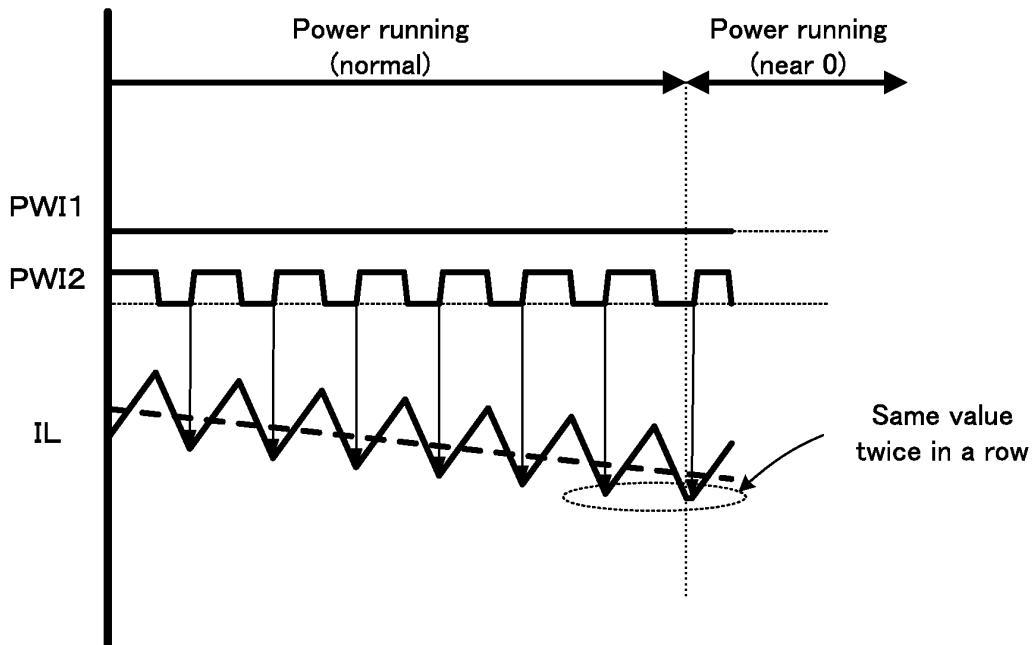 Power running
(normal)
Power running
(near 0)
PWI1
PWI2
IL
Same value
twice in a row